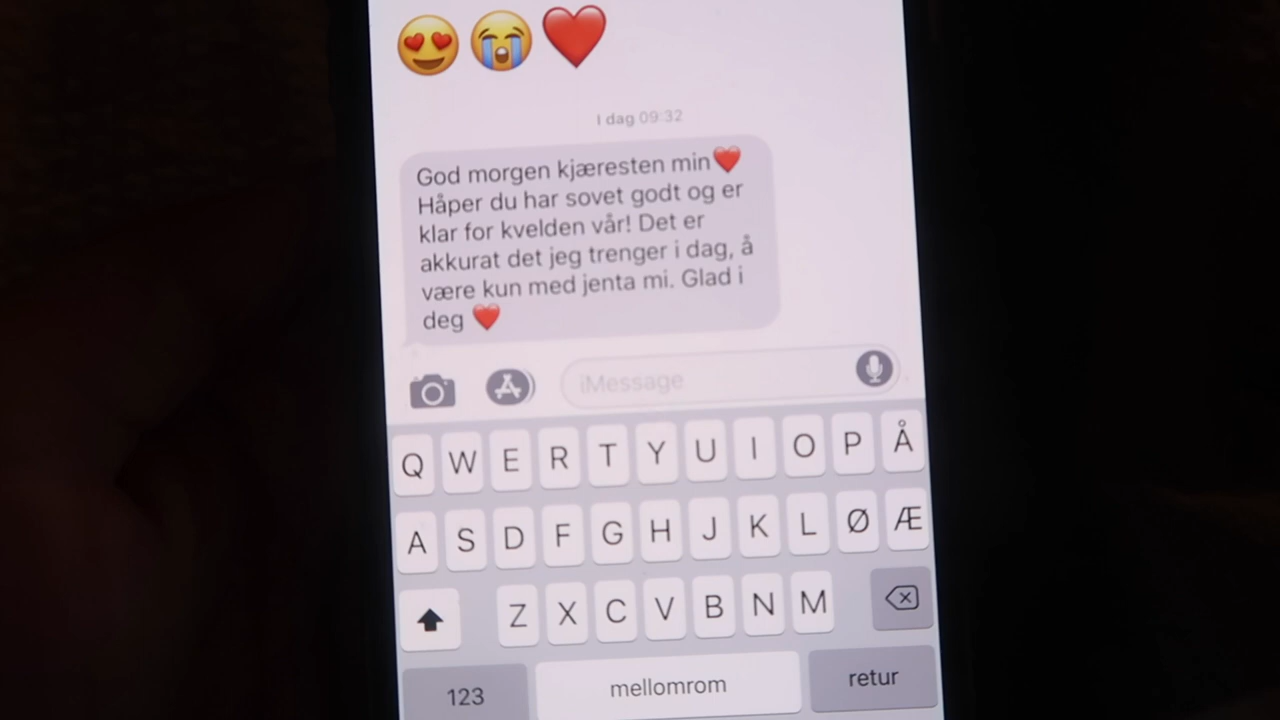 😍😭❤️
I dag 09:32
God morgen kjæresten min❤️
Håper du har sovet godt og er
klar for kvelden vår! Det er
akkurat det jeg trenger i dag, å
være kun med jenta mi. Glad i
deg ❤️
iMessage
Q W E R T Y U I O P Å
A S D F G H J K L Ø Æ
Z X C V B N M
123 mellomrom retur